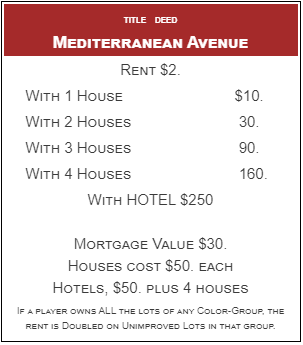 TITLE DEED
MEDITERRANEAN AVENUE
RENT $2.
WITH 1 HOUSE $10.
WITH 2 HOUSES 30.
WITH 3 HOUSES 90.
WITH 4 HOUSES 160.
WITH HOTEL $250
MORTGAGE VALUE $30.
HOUSES COST $50. EACH
HOTELS, $50. PLUS 4 HOUSES
IF A PLAYER OWNS ALL THE LOTS OF ANY COLOR-GROUP, THE
RENT IS DOUBLED ON UNIMPROVED LOTS IN THAT GROUP.